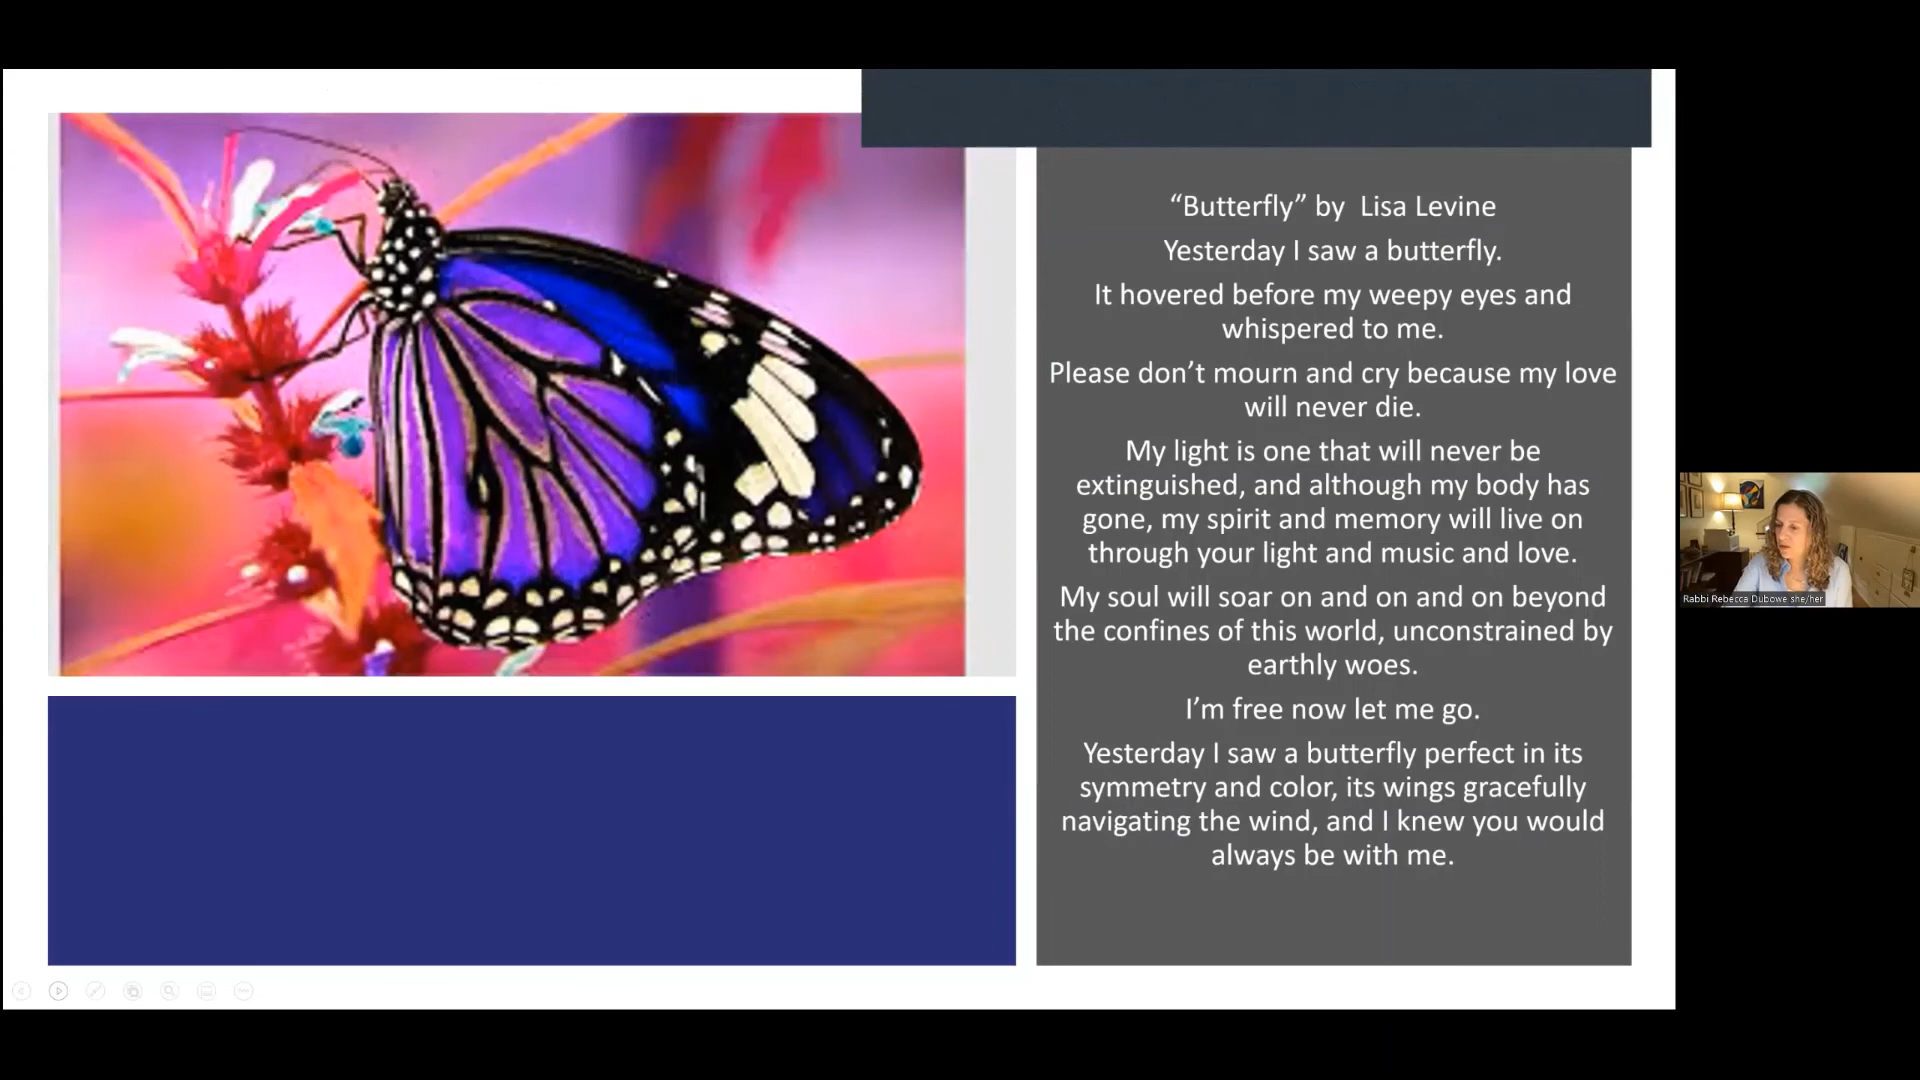 “Butterfly” by  Lisa Levine
Yesterday I saw a butterfly.
It hovered before my weepy eyes and
whispered to me.
Please don’t mourn and cry because my love
will never die.
My light is one that will never be
extinguished, and although my body has
gone, my spirit and memory will live on
through your light and music and love.
My soul will soar on and on and on beyond
the confines of this world, unconstrained by
earthly woes.
I’m free now let me go.
Yesterday I saw a butterfly perfect in its
symmetry and color, its wings gracefully
navigating the wind, and I knew you would
always be with me.
Rabbi Rebecca Dubowe she/her